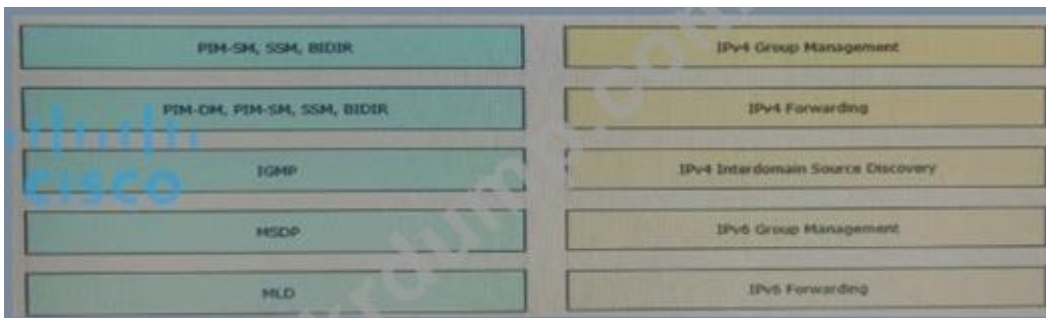 PIM-SM, SSM, BIDIR
IPv4 Group Management
PIM-DM, PIM-SM, SSM, BIDIR
IPv4 Forwarding
IGMP
IPv4 Interdomain Source Discovery
CISCO
MSDP
IPv6 Group Management
MLD
IPv6 Forwarding